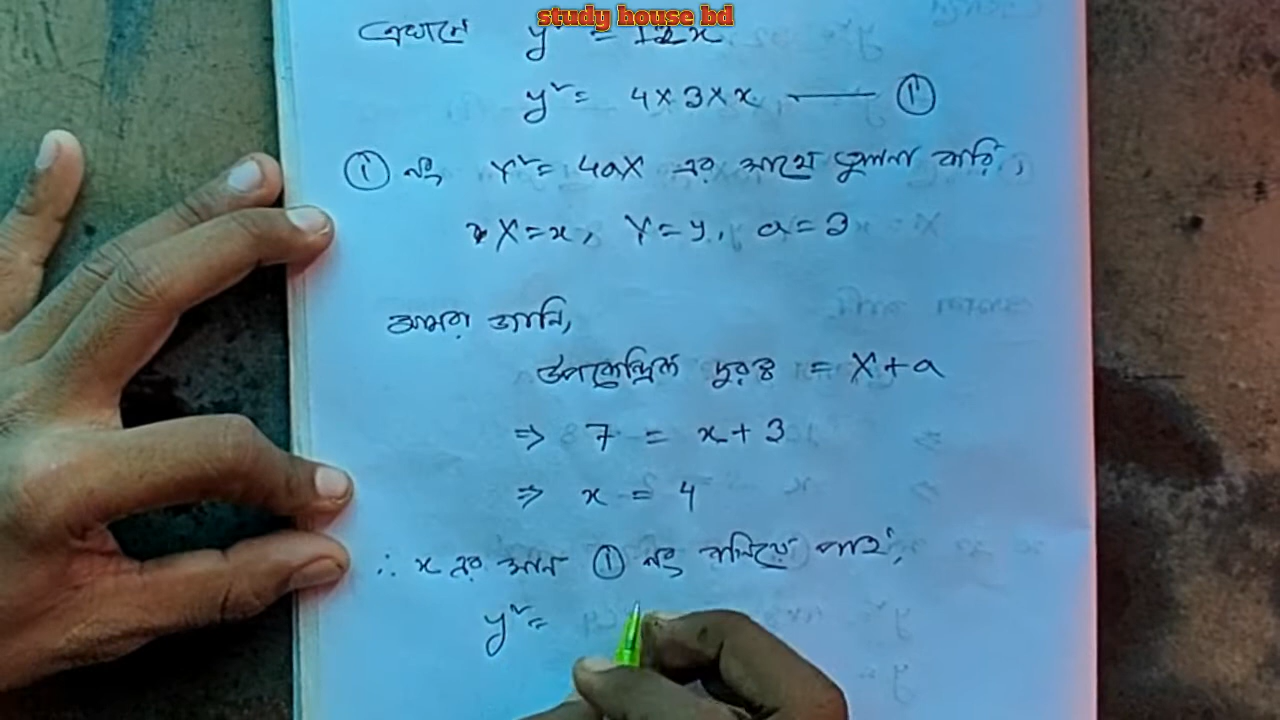 study house bd
এখানে y² = 12x
y² = 4×3×x —— ①
① নং Y² = 4aX এর সাথে তুলনা করি,
X=x, Y=y, a=3
আমরা জানি,
উপকেন্দ্রিক দূরত্ব = X+a
⇒ 7 = x+3
⇒ x = 4
∴ x এর মান ① নং বসিয়ে পাই,
y² =